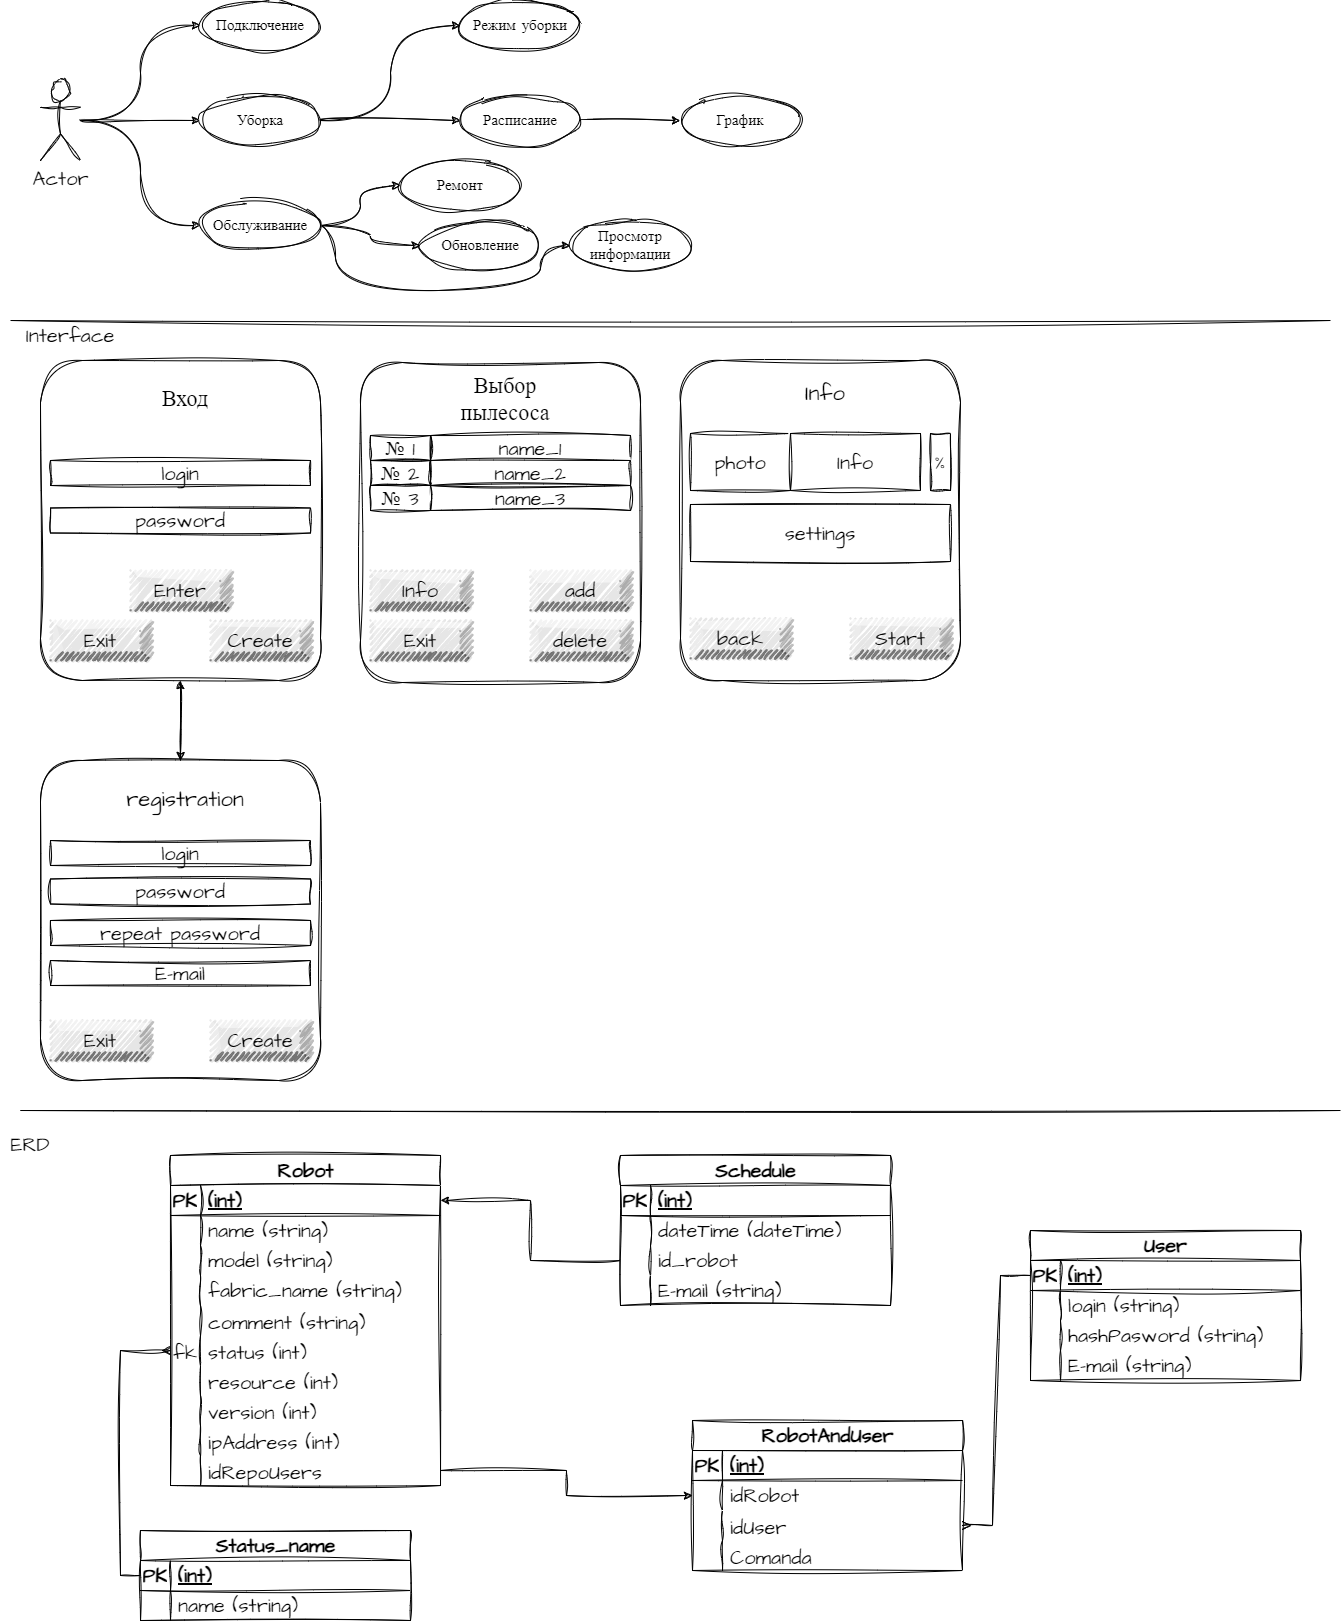 Подключение
Режим уборки
Уборка
Расписание
График
Actor
Ремонт
Обслуживание
Обновление
Просмотр
информации
Interface
Вход
login
password
Enter
Exit
Create
Выбор
пылесоса
№ 1
name_1
№ 2
name_2
№ 3
name_3
Info
add
Exit
delete
Info
photo
Info
%
settings
back
Start
registration
login
password
repeat password
E-mail
Exit
Create
ERD
Robot
PK (int)
name (string)
model (string)
fabric_name (string)
comment (string)
fk status (int)
resource (int)
version (int)
ipAddress (int)
idRepoUsers
Schedule
PK (int)
dateTime (dateTime)
id_robot
E-mail (string)
User
PK (int)
login (string)
hashPasword (string)
E-mail (string)
RobotAndUser
PK (int)
idRobot
idUser
Comanda
Status_name
PK (int)
name (string)